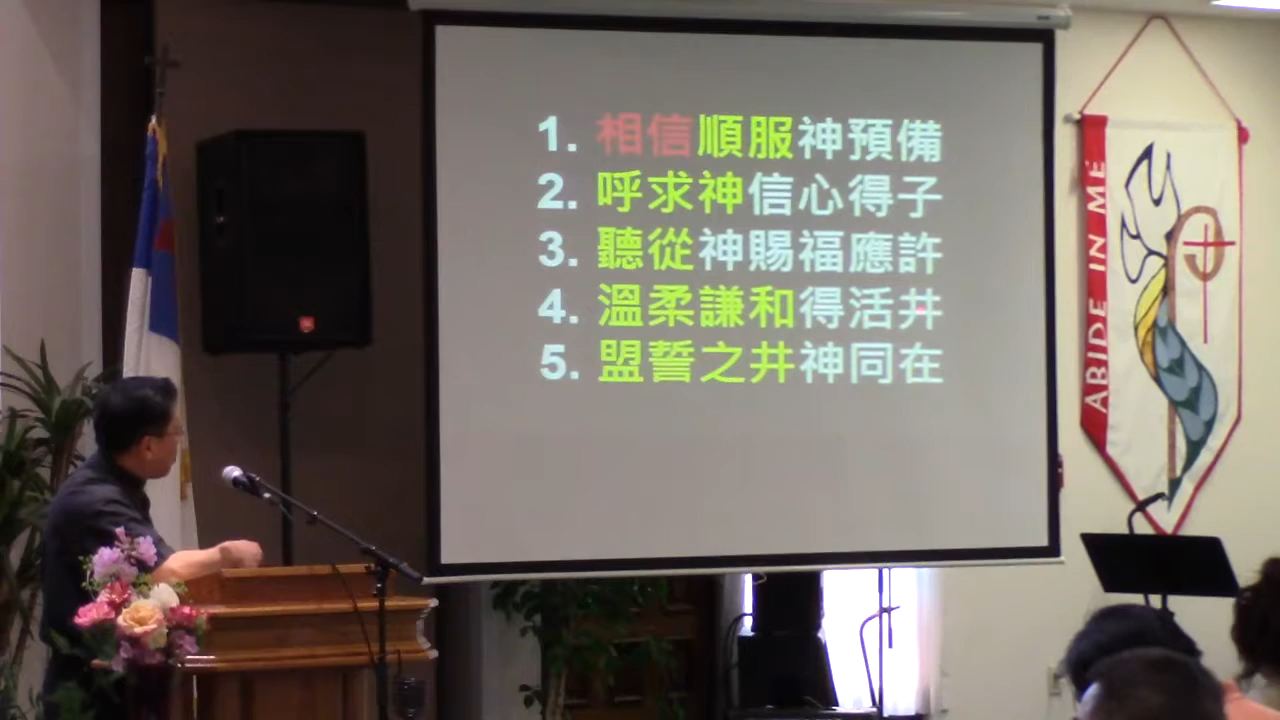 1. 相信順服神預備
2. 呼求神信心得子
3. 聽從神賜福應許
4. 溫柔謙和得活井
5. 盟誓之井神同在
ABIDE IN ME